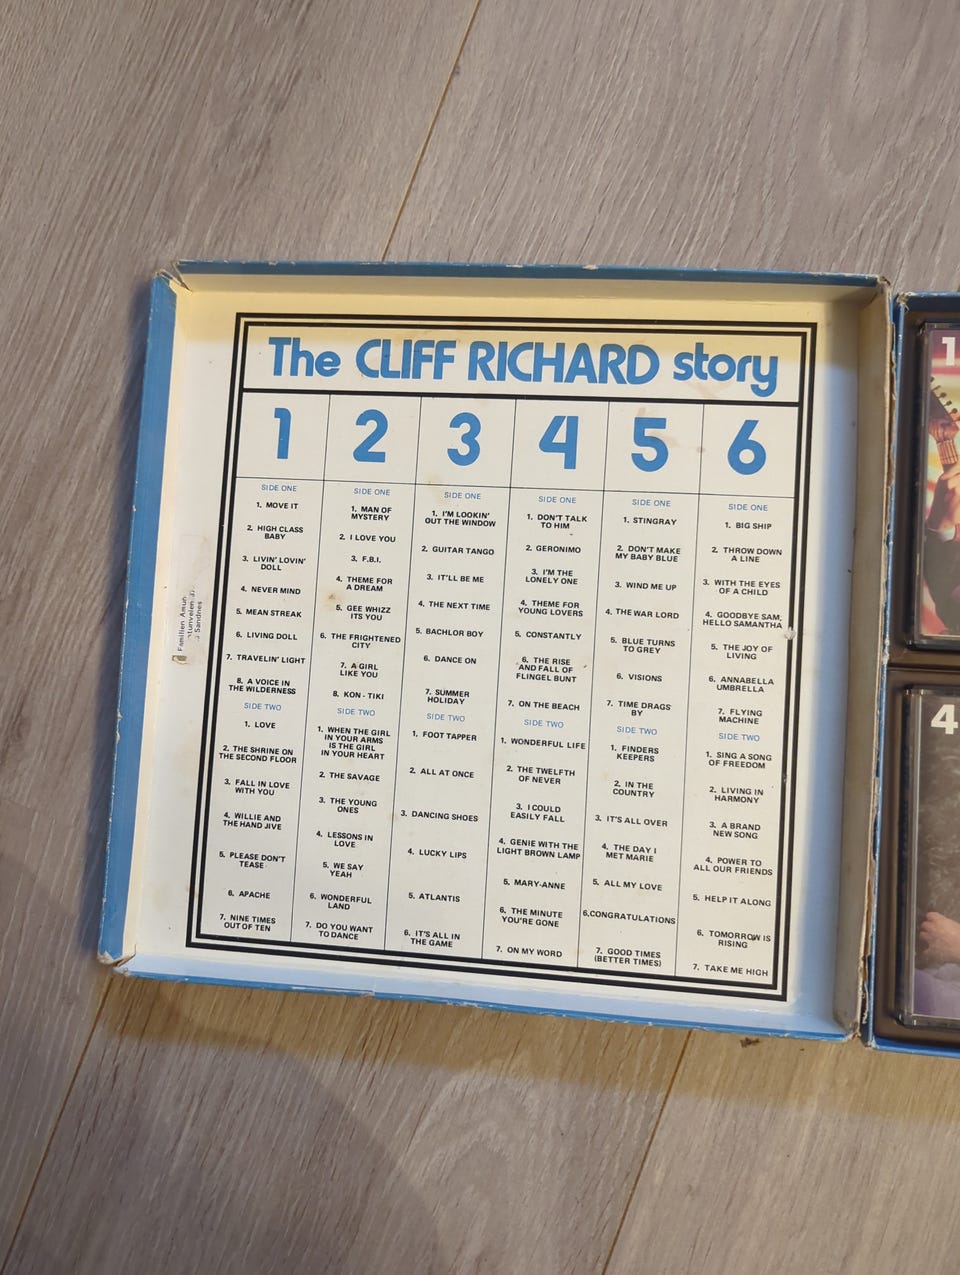 The CLIFF RICHARD story
1
SIDE ONE
1. MOVE IT
2. HIGH CLASS
BABY
3. LIVIN' LOVIN'
DOLL
4. NEVER MIND
5. MEAN STREAK
6. LIVING DOLL
7. TRAVELIN' LIGHT
8. A VOICE IN
THE WILDERNESS
SIDE TWO
1. LOVE
2. THE SHRINE ON
THE SECOND FLOOR
3. FALL IN LOVE
WITH YOU
4. WILLIE AND
THE HAND JIVE
5. PLEASE DON'T
TEASE
6. APACHE
7. NINE TIMES
OUT OF TEN
2
SIDE ONE
1. MAN OF
MYSTERY
2. I LOVE YOU
3. F.B.I.
4. THEME FOR
A DREAM
5. GEE WHIZZ
ITS YOU
6. THE FRIGHTENED
CITY
7. A GIRL
LIKE YOU
8. KON - TIKI
SIDE TWO
1. WHEN THE GIRL
IN YOUR ARMS
IS THE GIRL
IN YOUR HEART
2. THE SAVAGE
3. THE YOUNG
ONES
4. LESSONS IN
LOVE
5. WE SAY
YEAH
6. WONDERFUL
LAND
7. DO YOU WANT
TO DANCE
3
SIDE ONE
1. I'M LOOKIN'
OUT THE WINDOW
2. GUITAR TANGO
3. IT'LL BE ME
4. THE NEXT TIME
5. BACHLOR BOY
6. DANCE ON
7. SUMMER
HOLIDAY
SIDE TWO
1. FOOT TAPPER
2. ALL AT ONCE
3. DANCING SHOES
4. LUCKY LIPS
5. ATLANTIS
6. IT'S ALL IN
THE GAME
4
SIDE ONE
1. DON'T TALK
TO HIM
2. GERONIMO
3. I'M THE
LONELY ONE
4. THEME FOR
YOUNG LOVERS
5. CONSTANTLY
6. THE RISE
AND FALL OF
FLINGEL BUNT
7. ON THE BEACH
SIDE TWO
1. WONDERFUL LIFE
2. THE TWELFTH
OF NEVER
3. I COULD
EASILY FALL
4. GENIE WITH THE
LIGHT BROWN LAMP
5. MARY-ANNE
6. THE MINUTE
YOU'RE GONE
7. ON MY WORD
5
SIDE ONE
1. STINGRAY
2. DON'T MAKE
MY BABY BLUE
3. WIND ME UP
4. THE WAR LORD
5. BLUE TURNS
TO GREY
6. VISIONS
7. TIME DRAGS
BY
SIDE TWO
1. FINDERS
KEEPERS
2. IN THE
COUNTRY
3. IT'S ALL OVER
4. THE DAY I
MET MARIE
5. ALL MY LOVE
6.CONGRATULATIONS
7. GOOD TIMES
(BETTER TIMES)
6
SIDE ONE
1. BIG SHIP
2. THROW DOWN
A LINE
3. WITH THE EYES
OF A CHILD
4. GOODBYE SAM;
HELLO SAMANTHA
5. THE JOY OF
LIVING
6. ANNABELLA
UMBRELLA
7. FLYING
MACHINE
SIDE TWO
1. SING A SONG
OF FREEDOM
2. LIVING IN
HARMONY
3. A BRAND
NEW SONG
4. POWER TO
ALL OUR FRIENDS
5. HELP IT ALONG
6. TOMORROW IS
RISING
7. TAKE ME HIGH
Familien
Sandnes
1
4